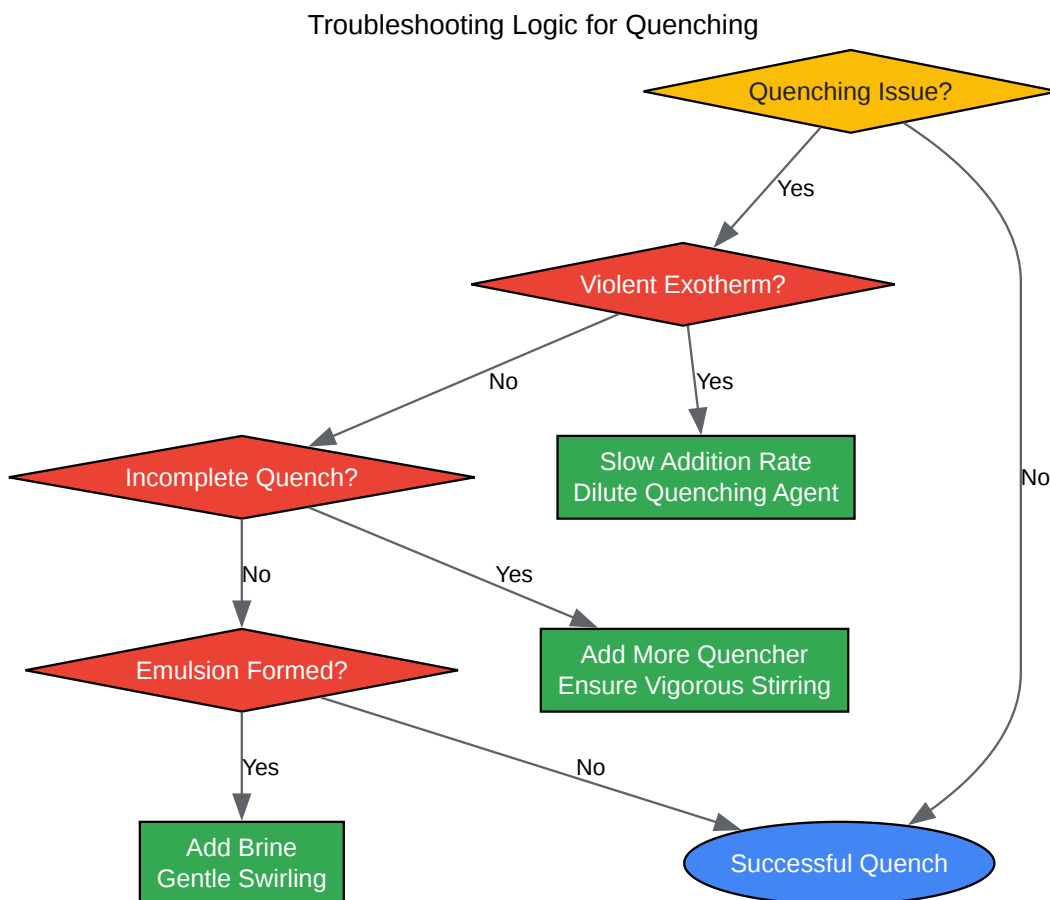 Troubleshooting Logic for Quenching
Quenching Issue?
Yes
Violent Exotherm?
No
Yes
Incomplete Quench?
Slow Addition Rate
Dilute Quenching Agent
No
No
Yes
Emulsion Formed?
Add More Quencher
Ensure Vigorous Stirring
Yes
No
Add Brine
Gentle Swirling
Successful Quench